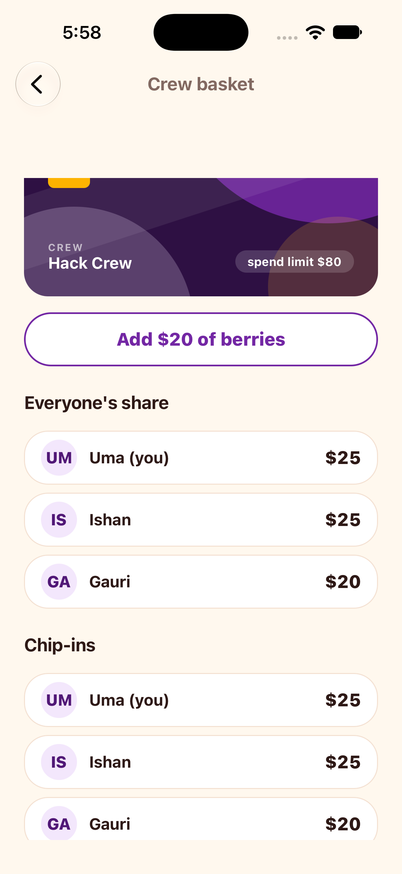 5:58
Crew basket
CREW
Hack Crew
spend limit $80
Add $20 of berries
Everyone's share
UM Uma (you) $25
IS Ishan $25
GA Gauri $20
Chip-ins
UM Uma (you) $25
IS Ishan $25
GA Gauri $20